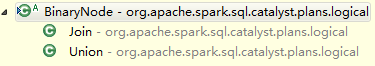 BinaryNode - org.apache.spark.sql.catalyst.plans.logical
Join - org.apache.spark.sql.catalyst.plans.logical
Union - org.apache.spark.sql.catalyst.plans.logical